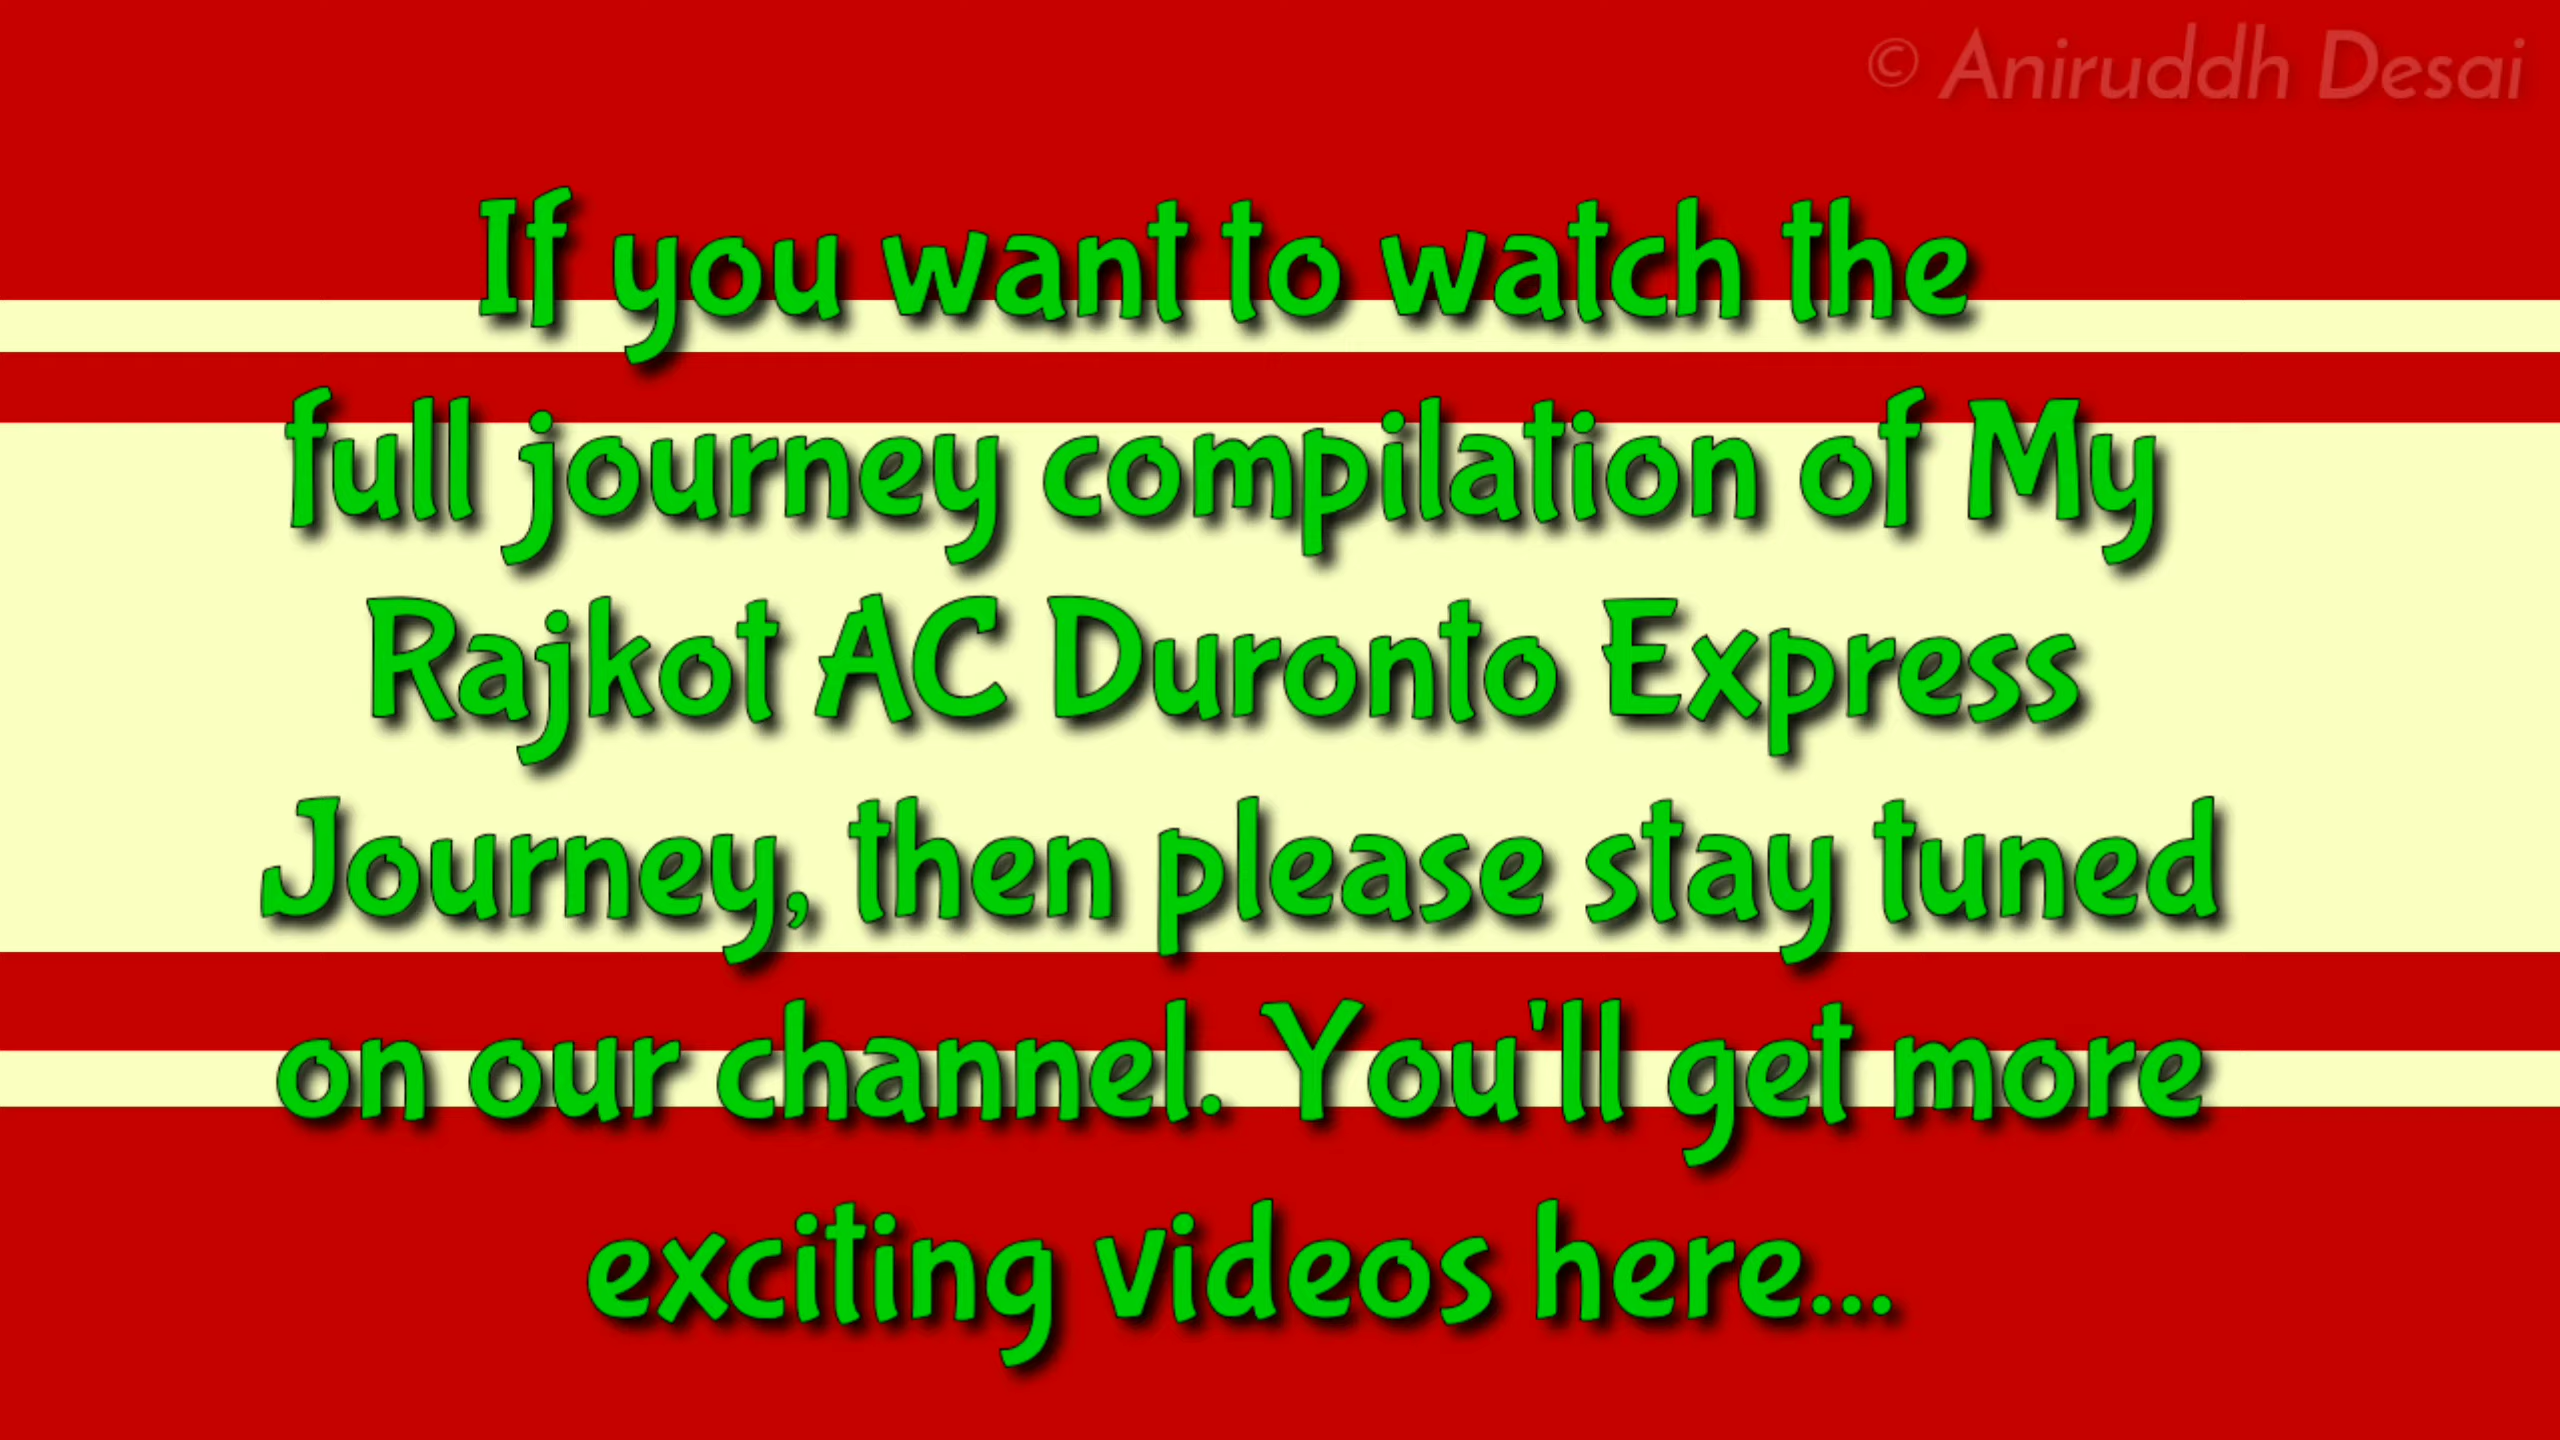 © Aniruddh Desai
If you want to watch the
full journey compilation of My
Rajkot AC Duronto Express
Journey, then please stay tuned
on our channel. You'll get more
exciting videos here...